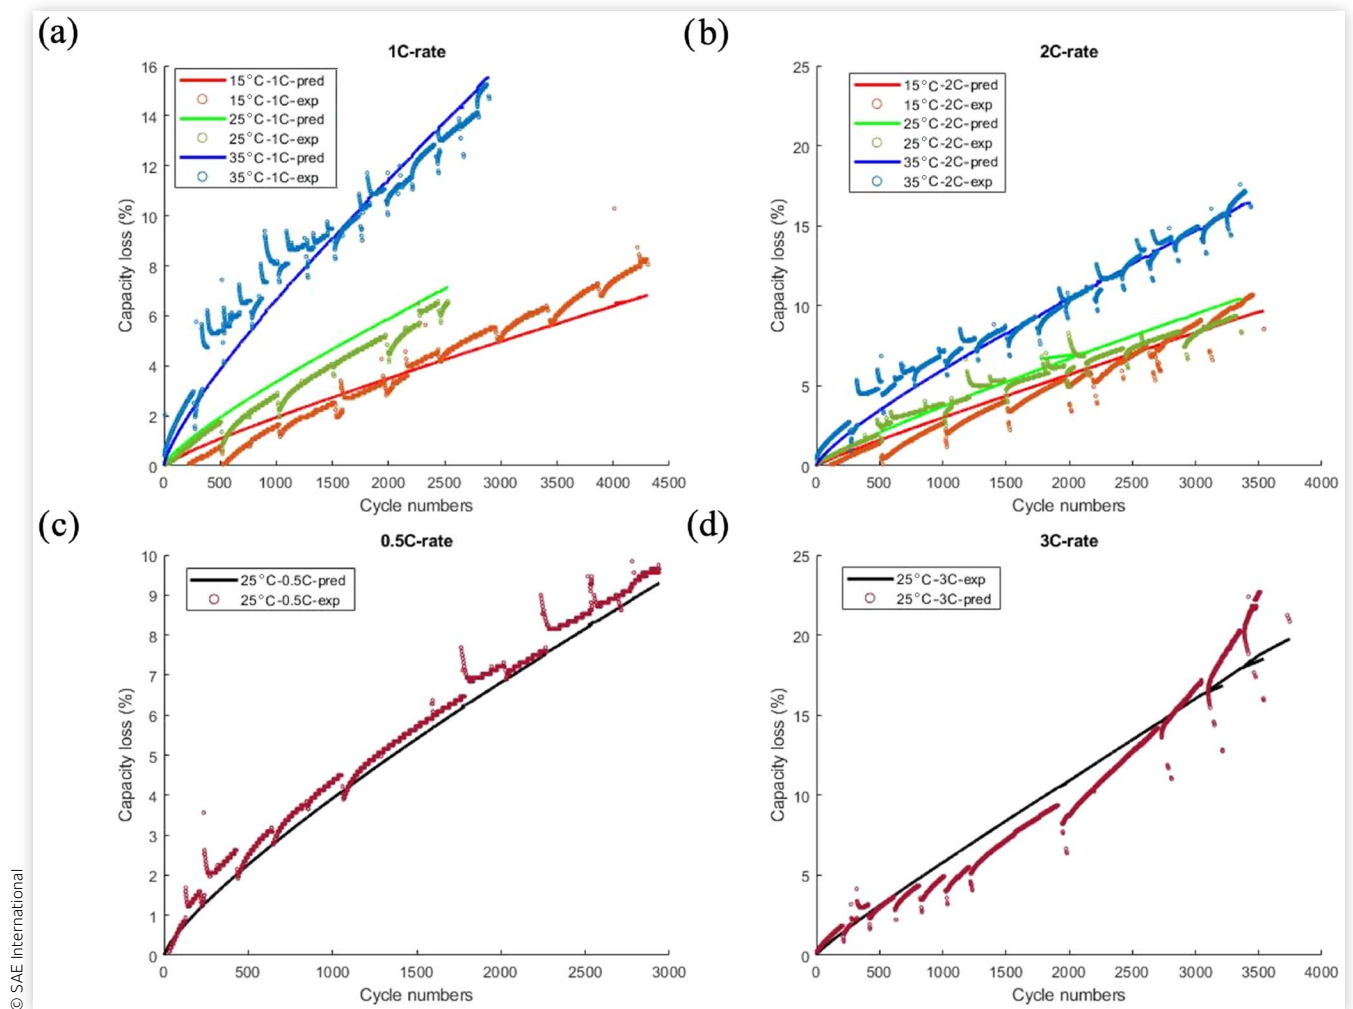 (a)
1C-rate
16
14
12
10
8
6
4
2
0
Capacity loss (%)
15°C-1C-pred
15°C-1C-exp
25°C-1C-pred
25°C-1C-exp
35°C-1C-pred
35°C-1C-exp
0 500 1000 1500 2000 2500 3000 3500 4000 4500
Cycle numbers
(b)
2C-rate
25
20
15
10
5
0
Capacity loss (%)
15°C-2C-pred
15°C-2C-exp
25°C-2C-pred
25°C-2C-exp
35°C-2C-pred
35°C-2C-exp
0 500 1000 1500 2000 2500 3000 3500 4000
Cycle numbers
(c)
0.5C-rate
10
9
8
7
6
5
4
3
2
1
0
Capacity loss (%)
25°C-0.5C-pred
25°C-0.5C-exp
0 500 1000 1500 2000 2500 3000
Cycle numbers
(d)
3C-rate
25
20
15
10
5
0
Capacity loss (%)
25°C-3C-exp
25°C-3C-pred
0 500 1000 1500 2000 2500 3000 3500 4000
Cycle numbers
© SAE International